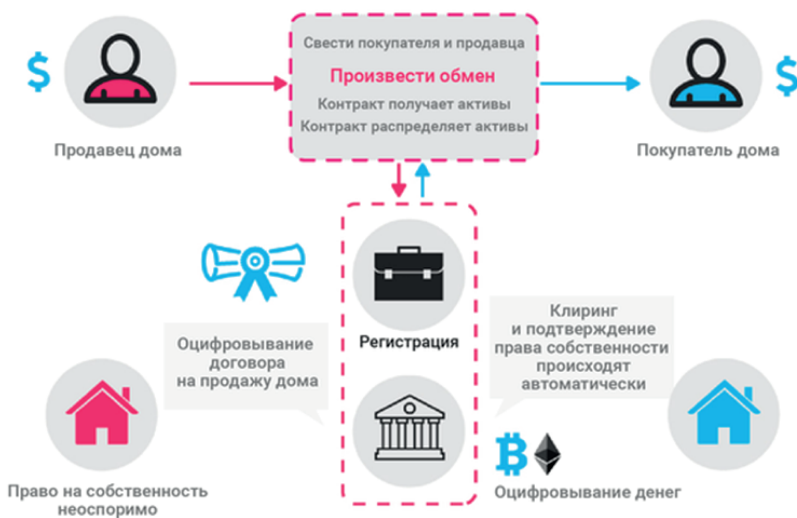 Свести покупателя и продавца
Произвести обмен
Контракт получает активы
Контракт распределяет активы
Продавец дома
Покупатель дома
Оцифровывание
договора
на продажу дома
Регистрация
Клиринг
и подтверждение
права собственности
происходят
автоматически
Право на собственность
неоспоримо
Оцифровывание денег